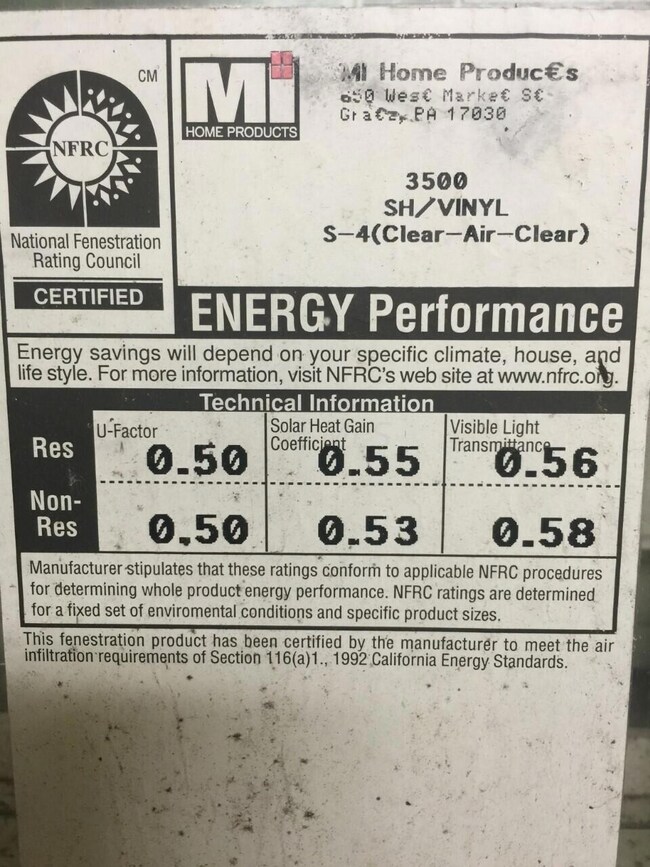 CM
NFRC
National Fenestration
Rating Council
CERTIFIED
Mi
HOME PRODUCTS
MI Home Products
650 West Market St
Gratz, PA 17030
3500
SH/VINYL
S-4(Clear-Air-Clear)
ENERGY Performance
Energy savings will depend on your specific climate, house, and
life style. For more information, visit NFRC's web site at www.nfrc.org.
Technical Information
U-Factor Solar Heat Gain Coefficient Visible Light Transmittance
Res 0.50 0.55 0.56
Non-Res 0.50 0.53 0.58
Manufacturer stipulates that these ratings conform to applicable NFRC procedures
for determining whole product energy performance. NFRC ratings are determined
for a fixed set of enviromental conditions and specific product sizes.
This fenestration product has been certified by the manufacturer to meet the air
infiltration requirements of Section 116(a)1., 1992 California Energy Standards.